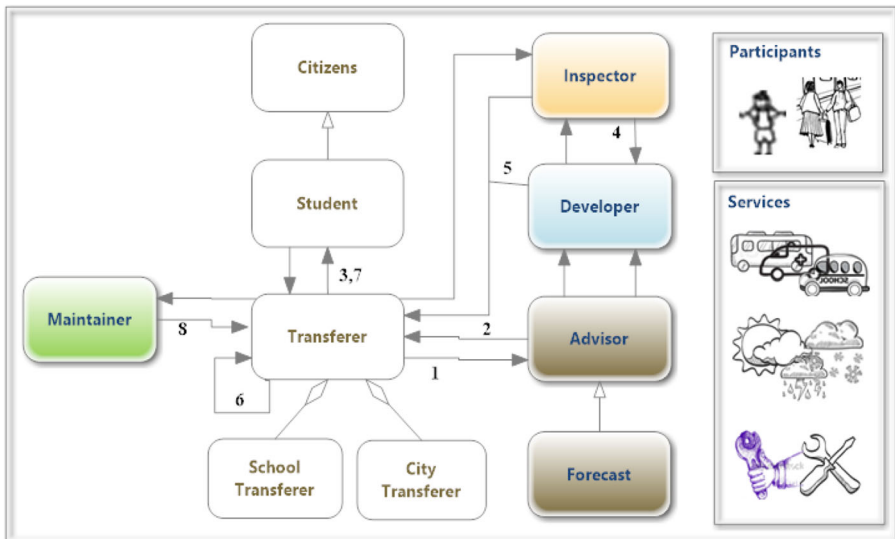 Citizens
Inspector
Participants
4
5
Student
Developer
Services
3,7
SCHOOL
Maintainer
8
Transferer
2
Advisor
1
6
School
Transferer
City
Transferer
Forecast